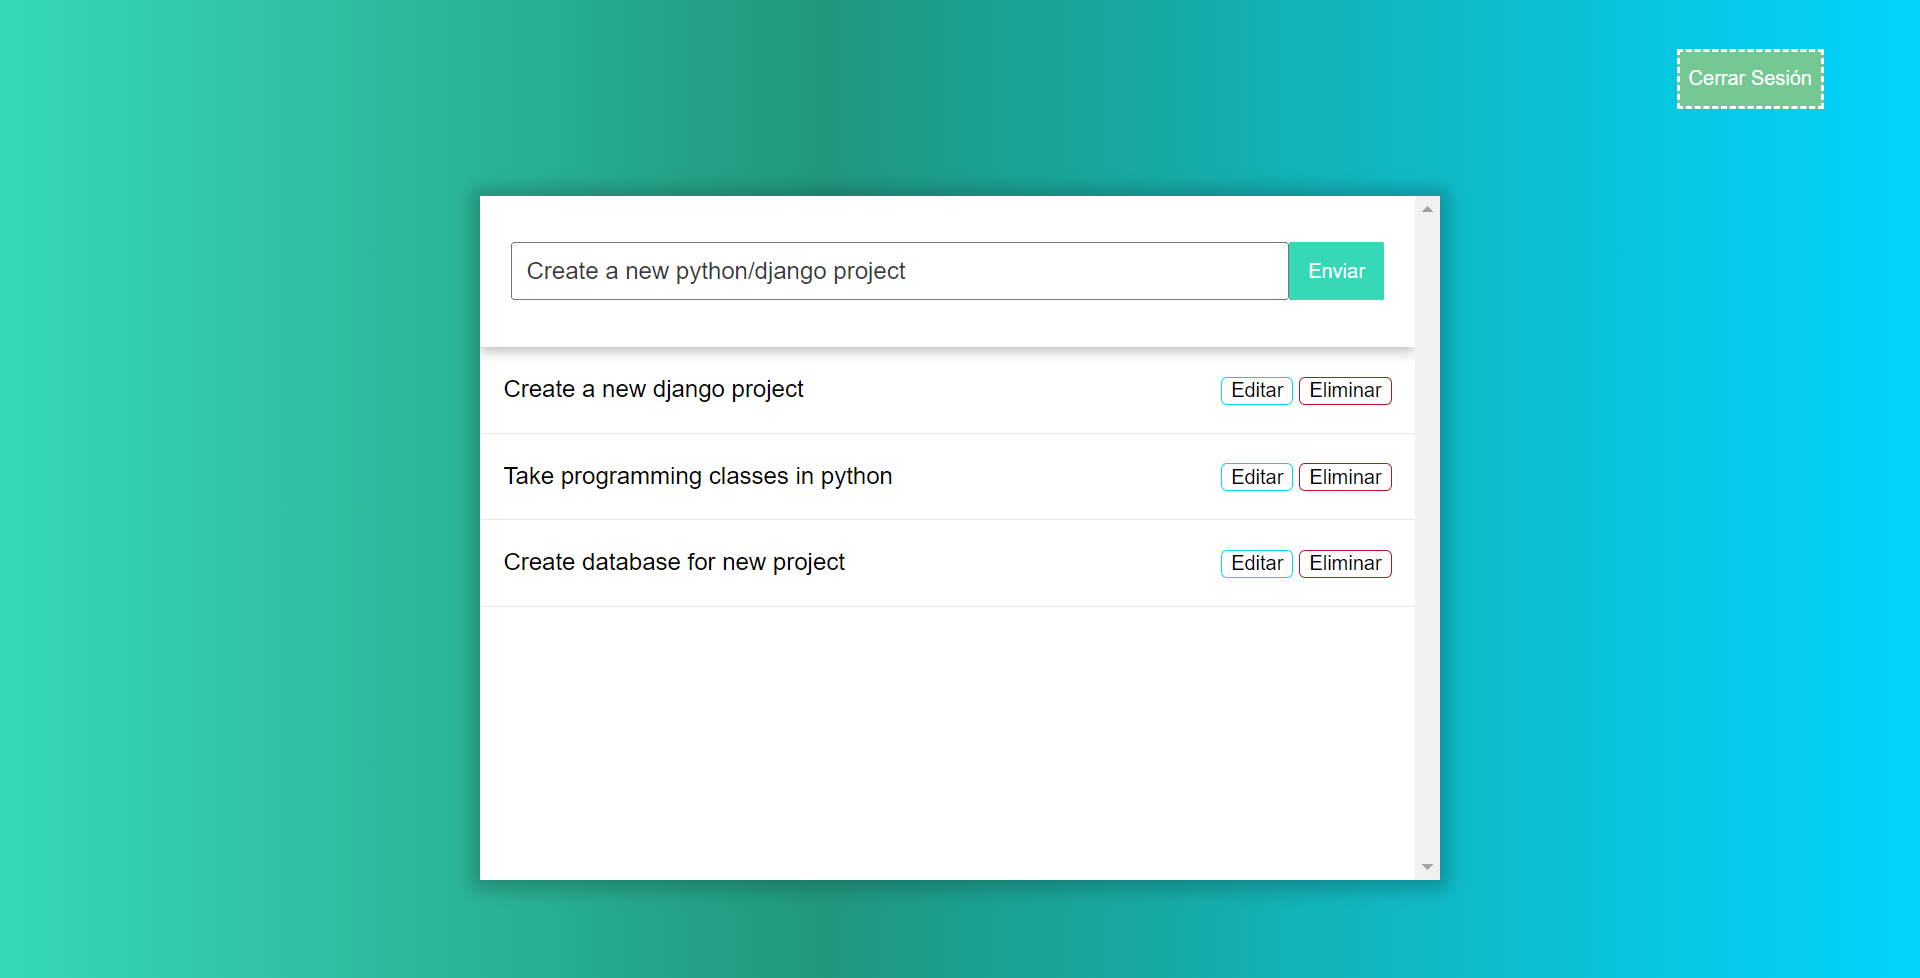 Cerrar Sesión
Create a new python/django project Enviar
Create a new django project Editar Eliminar
Take programming classes in python Editar Eliminar
Create database for new project Editar Eliminar